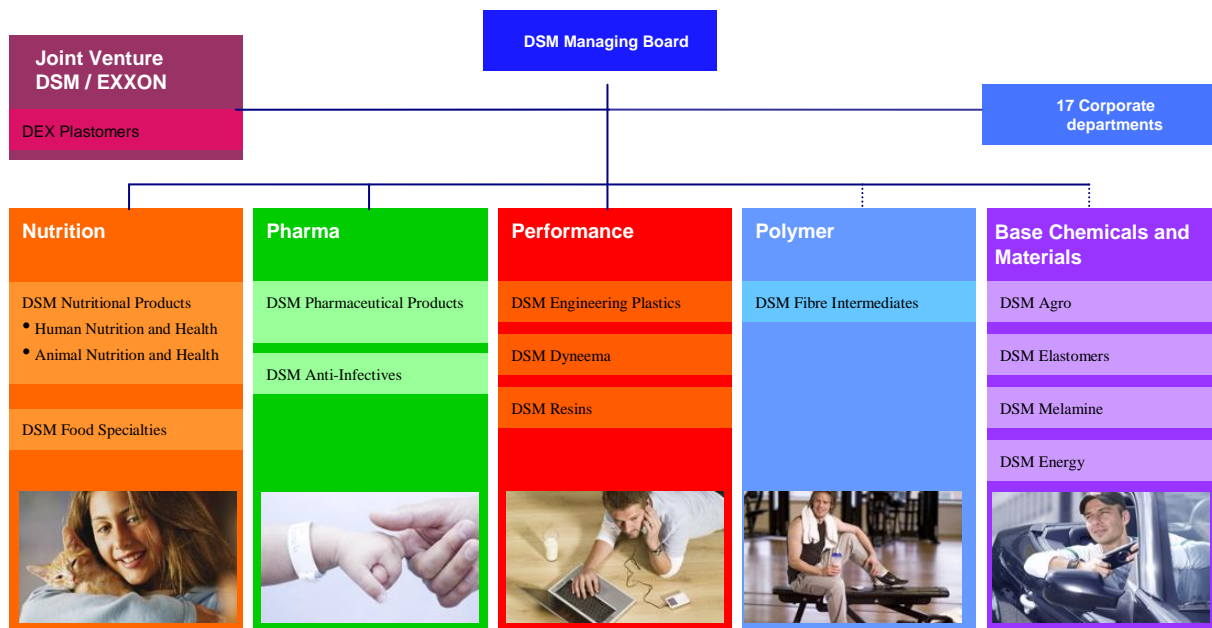 DSM Managing Board
Joint Venture
DSM / EXXON
DEX Plastomers
17 Corporate
departments
Nutrition
DSM Nutritional Products
• Human Nutrition and Health
• Animal Nutrition and Health
DSM Food Specialties
Pharma
DSM Pharmaceutical Products
DSM Anti-Infectives
Performance
DSM Engineering Plastics
DSM Dyneema
DSM Resins
Polymer
DSM Fibre Intermediates
Base Chemicals and
Materials
DSM Agro
DSM Elastomers
DSM Melamine
DSM Energy